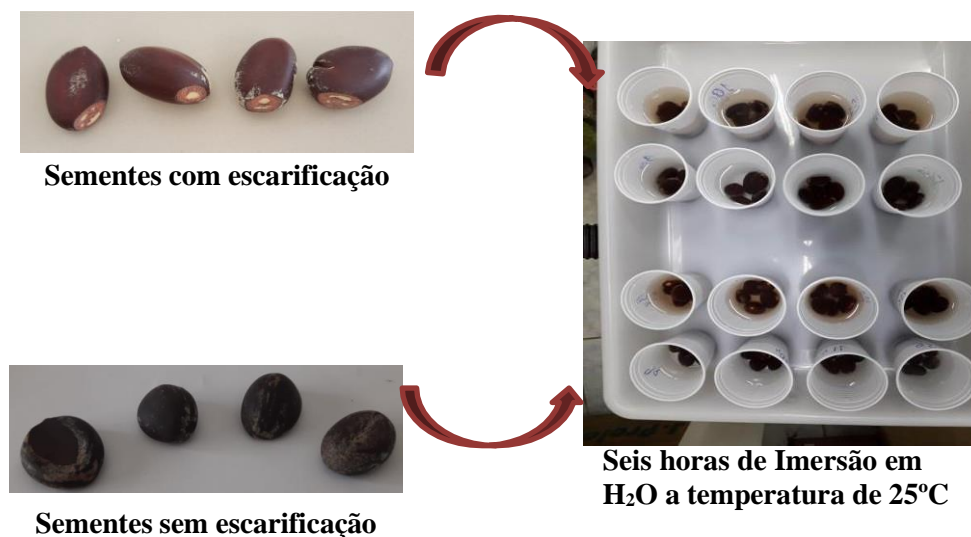 Sementes com escarificação
Sementes sem escarificação
Seis horas de Imersão em
H₂O a temperatura de 25ºC